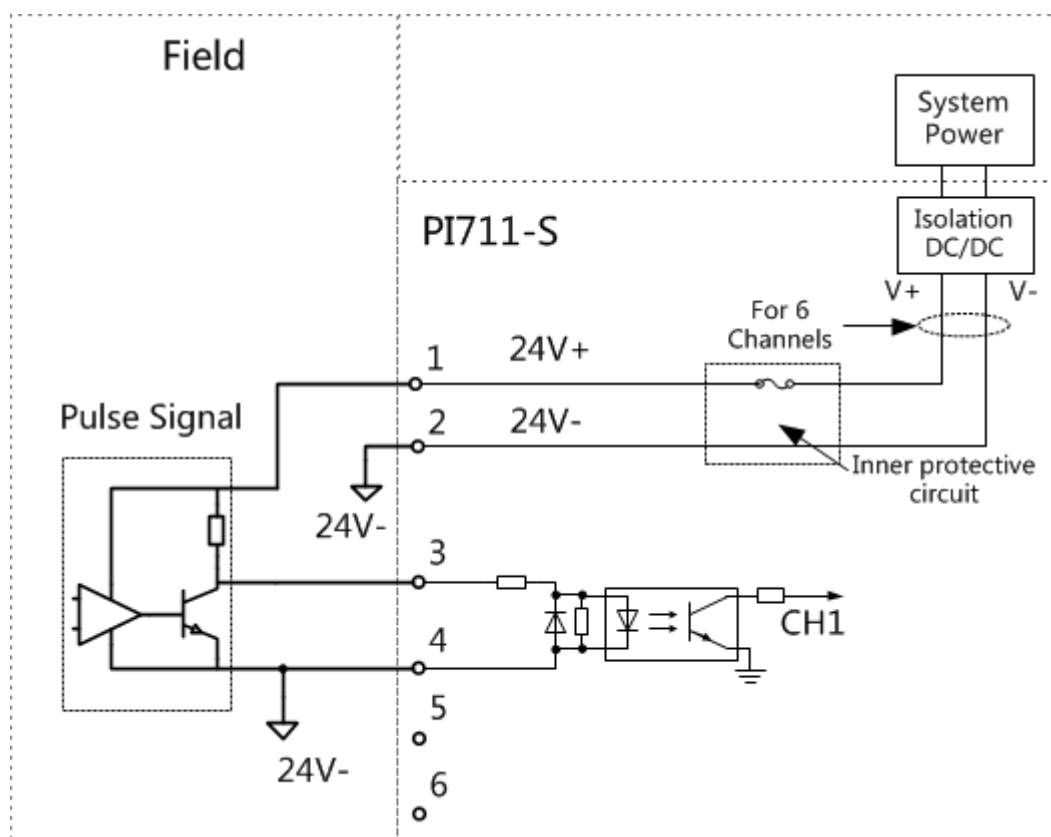 Field
System
Power
PI711-S
Isolation
DC/DC
V+
V-
For 6
Channels
1
24V+
2
24V-
Pulse Signal
Inner protective
circuit
24V-
3
CH1
4
5
24V-
6